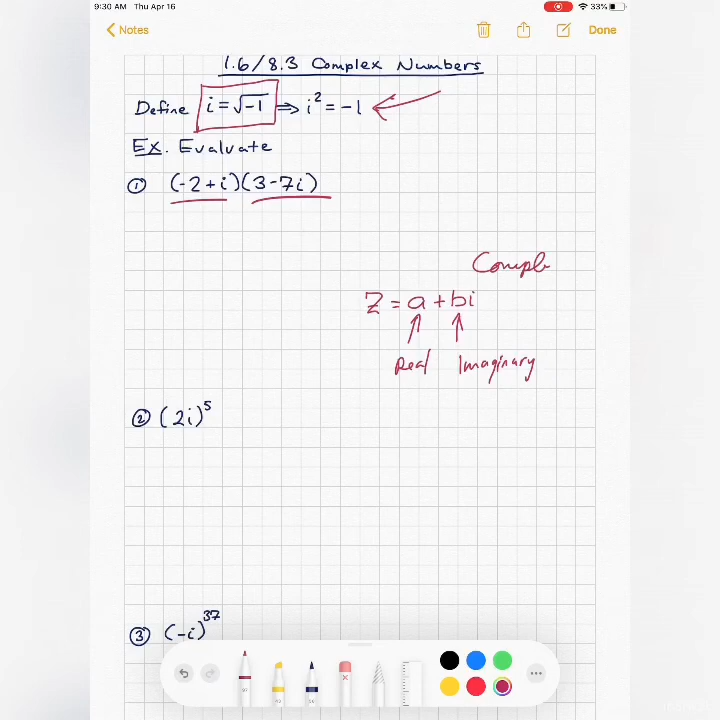 9:30 AM Thu Apr 16
33%
Notes
Done
1.6/8.3 Complex Numbers
Define i = √-1 ⇒ i² = -1
Ex. Evaluate
① (-2+i)(3-7i)
Compl
Z = a + bi
Real Imaginary
② (2i)⁵
③ (-i)³⁷